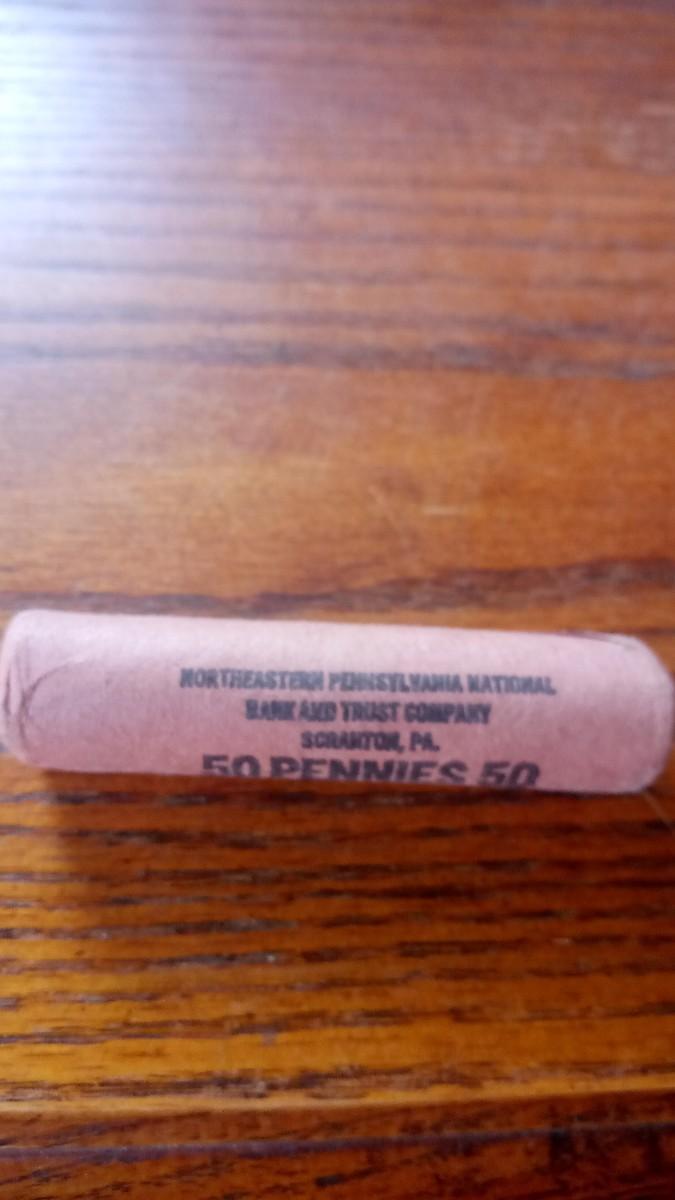 NORTHEASTERN PENNSYLVANIA NATIONAL
BANK AND TRUST COMPANY
SCRANTON, PA.
50 PENNIES 50